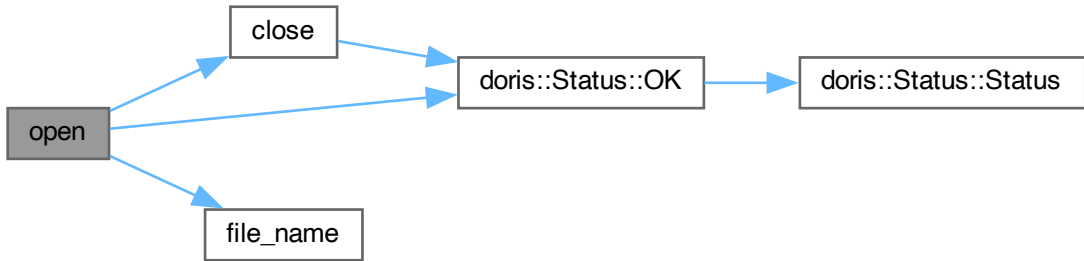 close
doris::Status::OK
doris::Status::Status
open
file_name